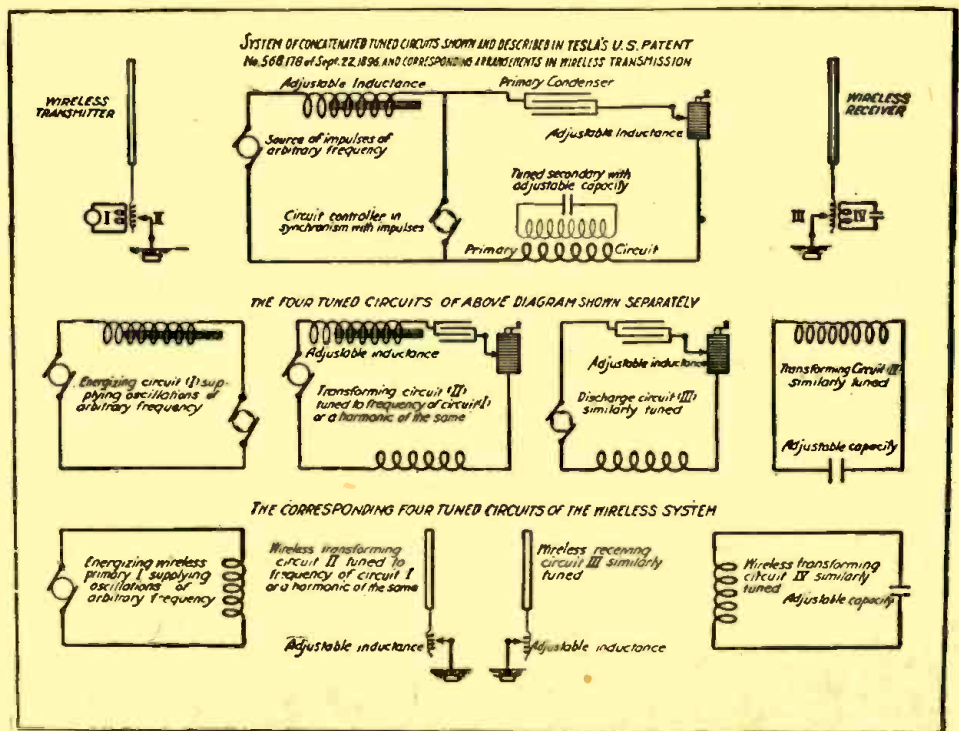 SYSTEM OF CONCATENATED TUNED CIRCUITS SHOWN AND DESCRIBED IN TESLA'S U.S. PATENT
No. 568,178 of Sept. 22, 1896 AND CORRESPONDING ARRANGEMENTS IN WIRELESS TRANSMISSION
WIRELESS
TRANSMITTER
I
II
Adjustable Inductance
Source of impulses of
arbitrary frequency
Circuit controller in
synchronism with impulses
Primary Condenser
Adjustable Inductance
Tuned secondary with
adjustable capacity
Primary
Circuit
WIRELESS
RECEIVER
III
IV
THE FOUR TUNED CIRCUITS OF ABOVE DIAGRAM SHOWN SEPARATELY
Energizing circuit (I) sup-
plying oscillations of
arbitrary frequency
Adjustable inductance
Transforming circuit (II)
tuned to frequency of circuit (I)
or a harmonic of the same
Adjustable inductance
Discharge circuit (III)
similarly tuned
Transforming Circuit (IV)
similarly tuned
Adjustable capacity
THE CORRESPONDING FOUR TUNED CIRCUITS OF THE WIRELESS SYSTEM
Energizing wireless
primary I supplying
oscillations of
arbitrary frequency
Wireless transforming
circuit II tuned to
frequency of circuit I
or a harmonic of the same
Adjustable inductance
Wireless receiving
circuit III similarly
tuned
Adjustable inductance
Wireless transforming
circuit IV similarly
tuned
Adjustable capacity